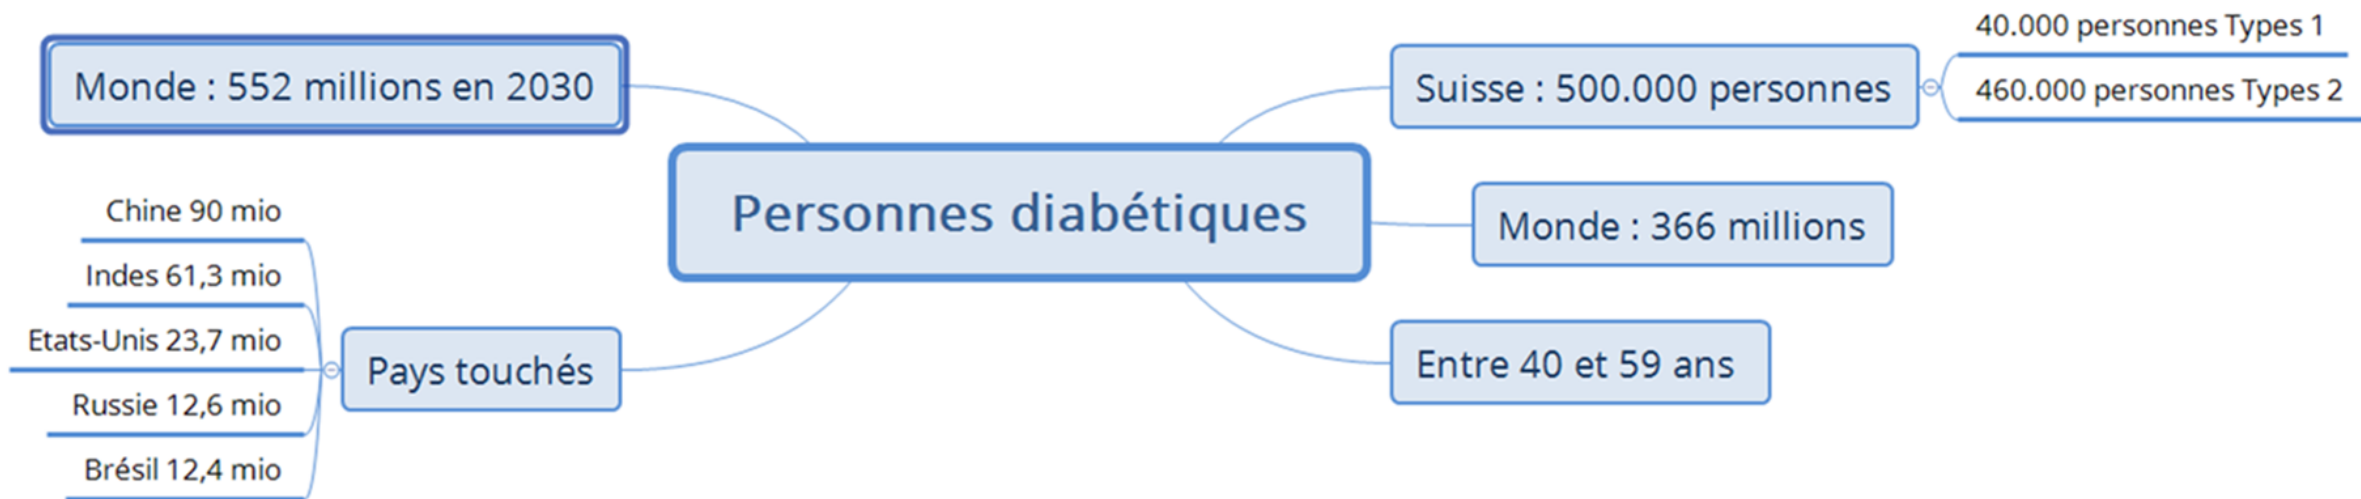 Personnes diabétiques
Suisse : 500.000 personnes
40.000 personnes Types 1
460.000 personnes Types 2
Monde : 366 millions
Entre 40 et 59 ans
Pays touchés
Chine 90 mio
Indes 61,3 mio
Etats-Unis 23,7 mio
Russie 12,6 mio
Brésil 12,4 mio
Monde : 552 millions en 2030